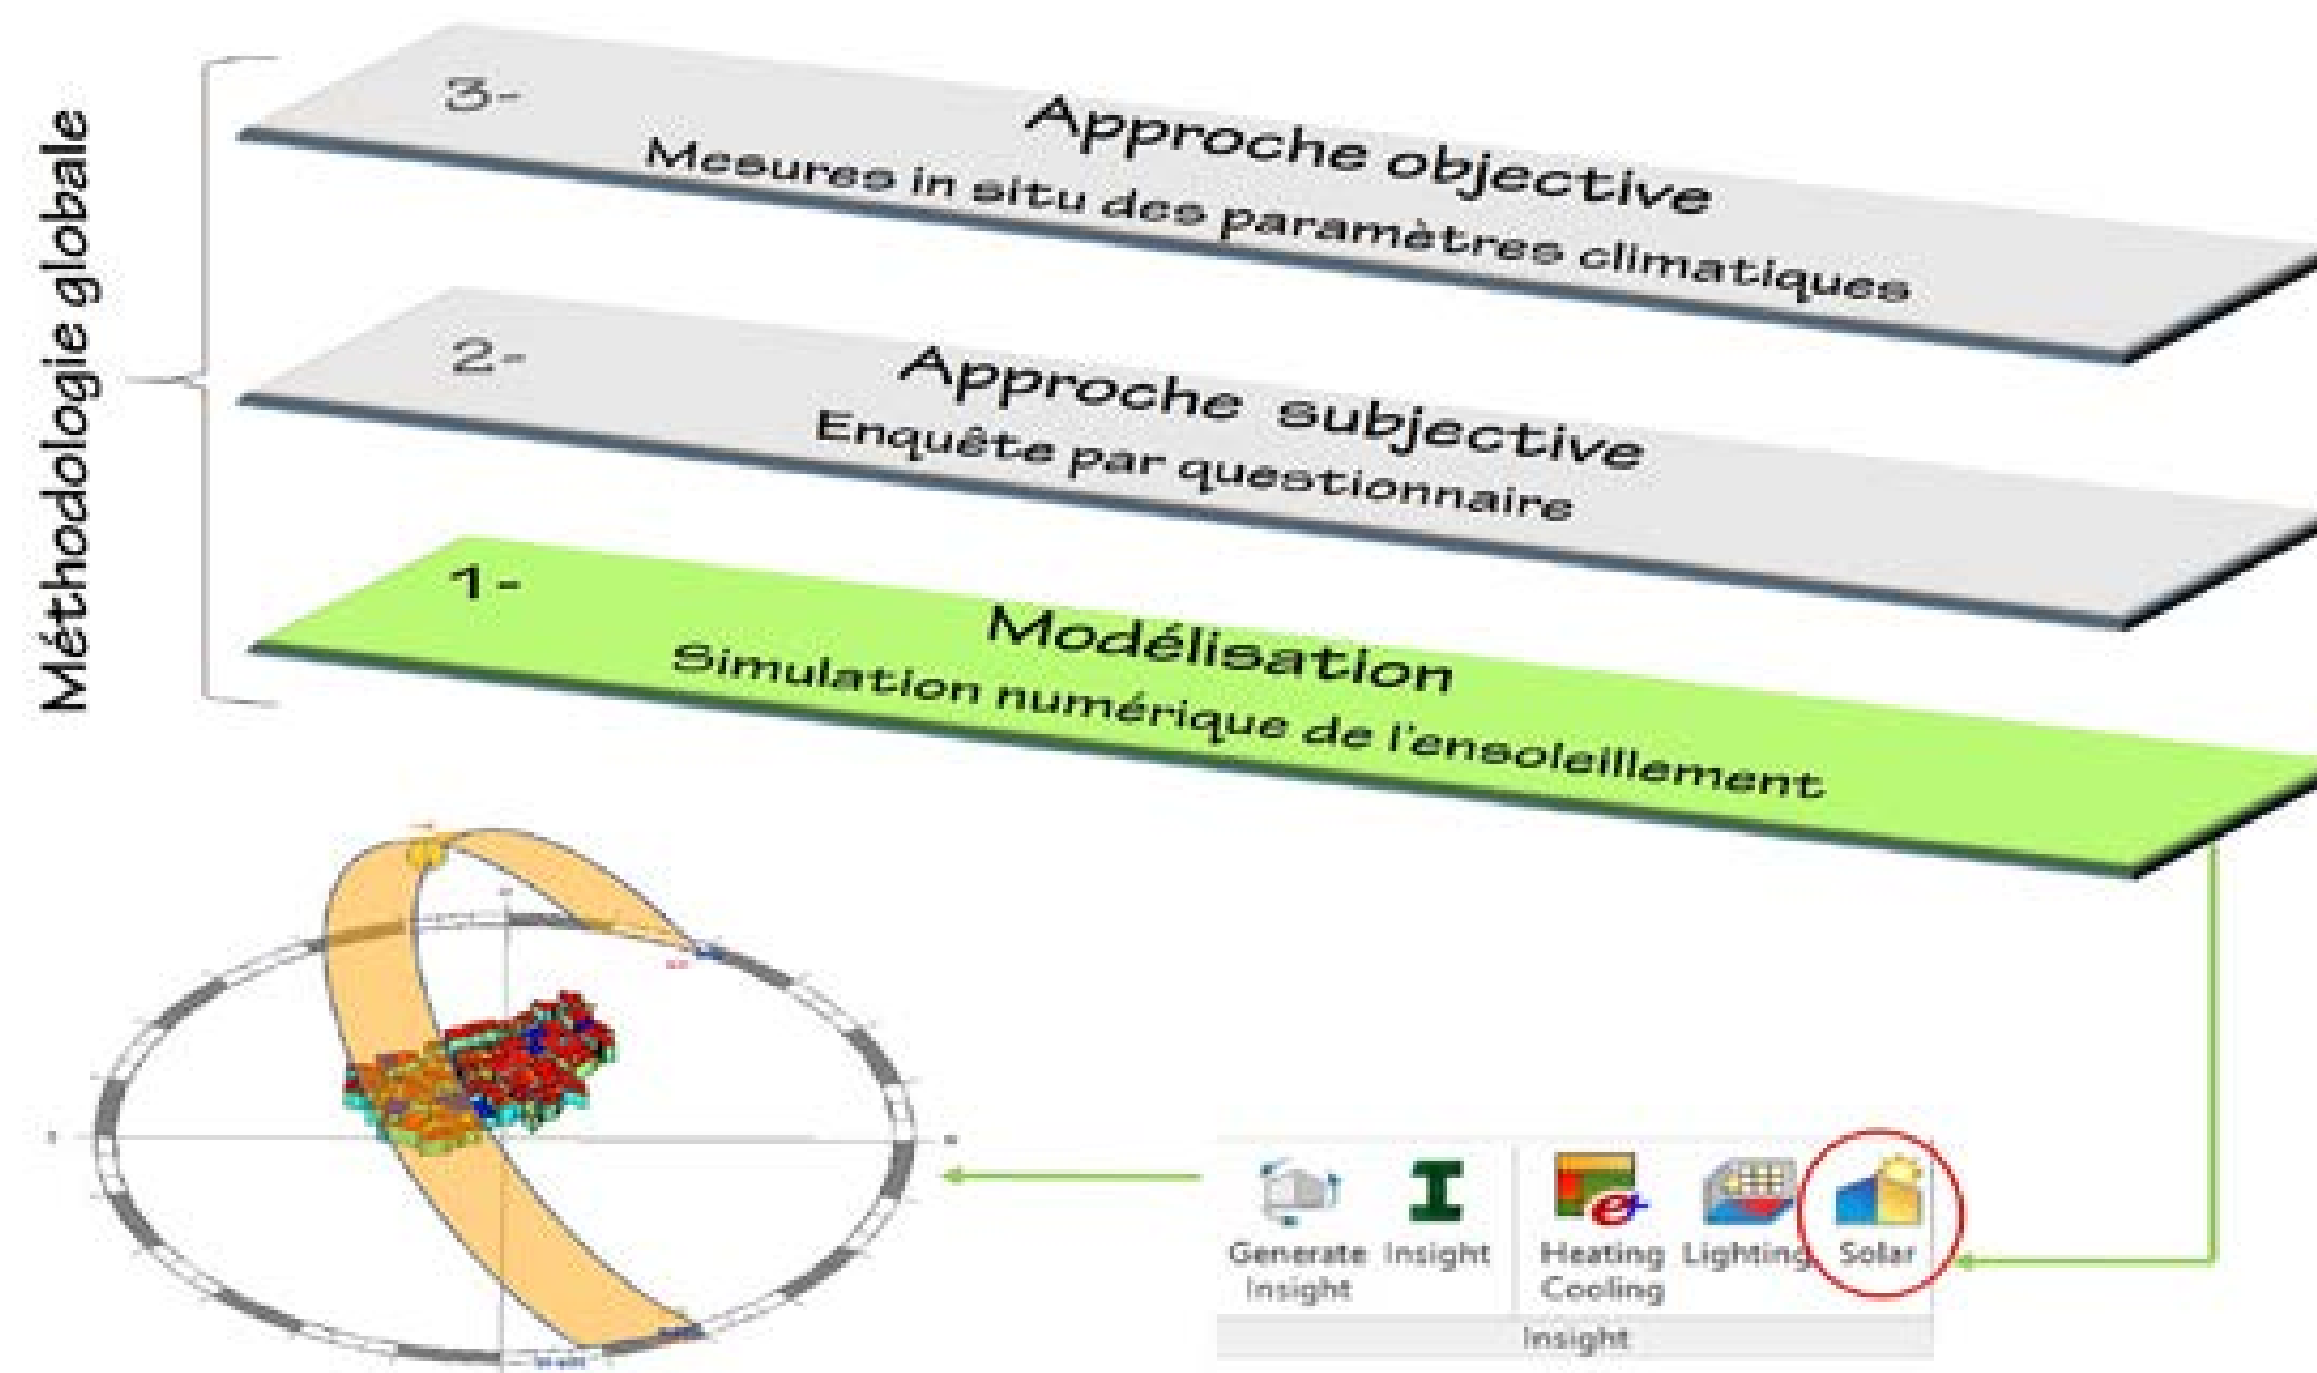 Méthodologie globale
3-
Approche objective
Mesures in situ des paramètres climatiques
2-
Approche subjective
Enquête par questionnaire
1-
Modélisation
Simulation numérique de l'ensoleillement
Generate
Insight
Insight
Heating
Cooling
Lighting
Solar
Insight